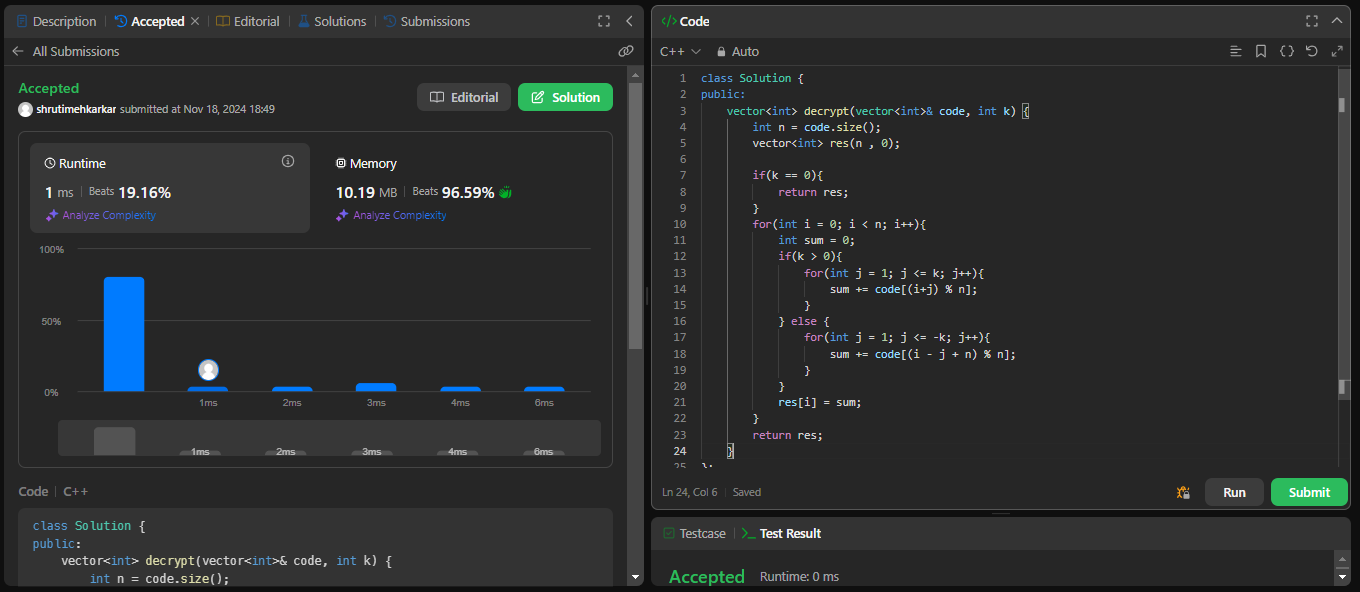 Description Accepted Editorial Solutions Submissions
All Submissions
Accepted
shrutimehkarkar submitted at Nov 18, 2024 18:49
Editorial
Solution
Runtime
1 ms Beats 19.16%
Analyze Complexity
Memory
10.19 MB Beats 96.59%
Analyze Complexity
100%
50%
0%
1ms 2ms 3ms 4ms 6ms
1ms 2ms 3ms 4ms 6ms
Code C++
class Solution {
public:
    vector<int> decrypt(vector<int>& code, int k) {
        int n = code.size();
</> Code
C++ Auto
1 class Solution {
2 public:
3     vector<int> decrypt(vector<int>& code, int k) {
4         int n = code.size();
5         vector<int> res(n , 0);
6
7         if(k == 0){
8             return res;
9         }
10         for(int i = 0; i < n; i++){
11             int sum = 0;
12             if(k > 0){
13                 for(int j = 1; j <= k; j++){
14                     sum += code[(i+j) % n];
15                 }
16             } else {
17                 for(int j = 1; j <= -k; j++){
18                     sum += code[(i - j + n) % n];
19                 }
20             }
21             res[i] = sum;
22         }
23         return res;
24     }
25 };
Ln 24, Col 6 Saved
Run
Submit
Testcase >_ Test Result
Accepted Runtime: 0 ms